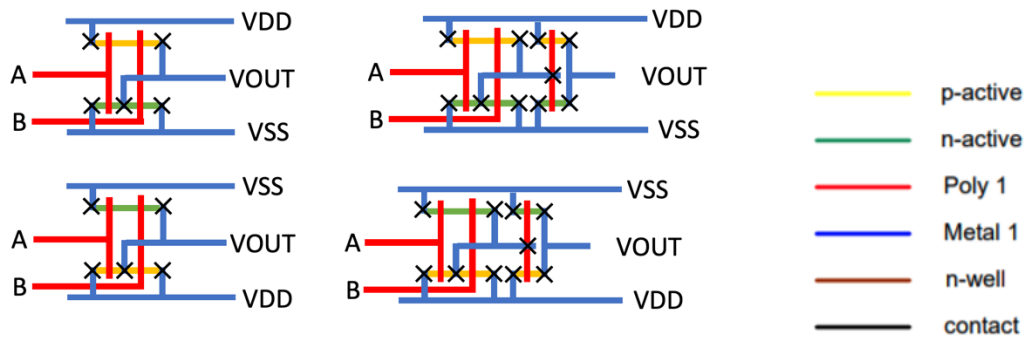 VDD
A
VOUT
B
VSS
VDD
A
VOUT
B
VSS
VSS
A
VOUT
B
VDD
VSS
A
VOUT
B
VDD
p-active
n-active
Poly 1
Metal 1
n-well
contact